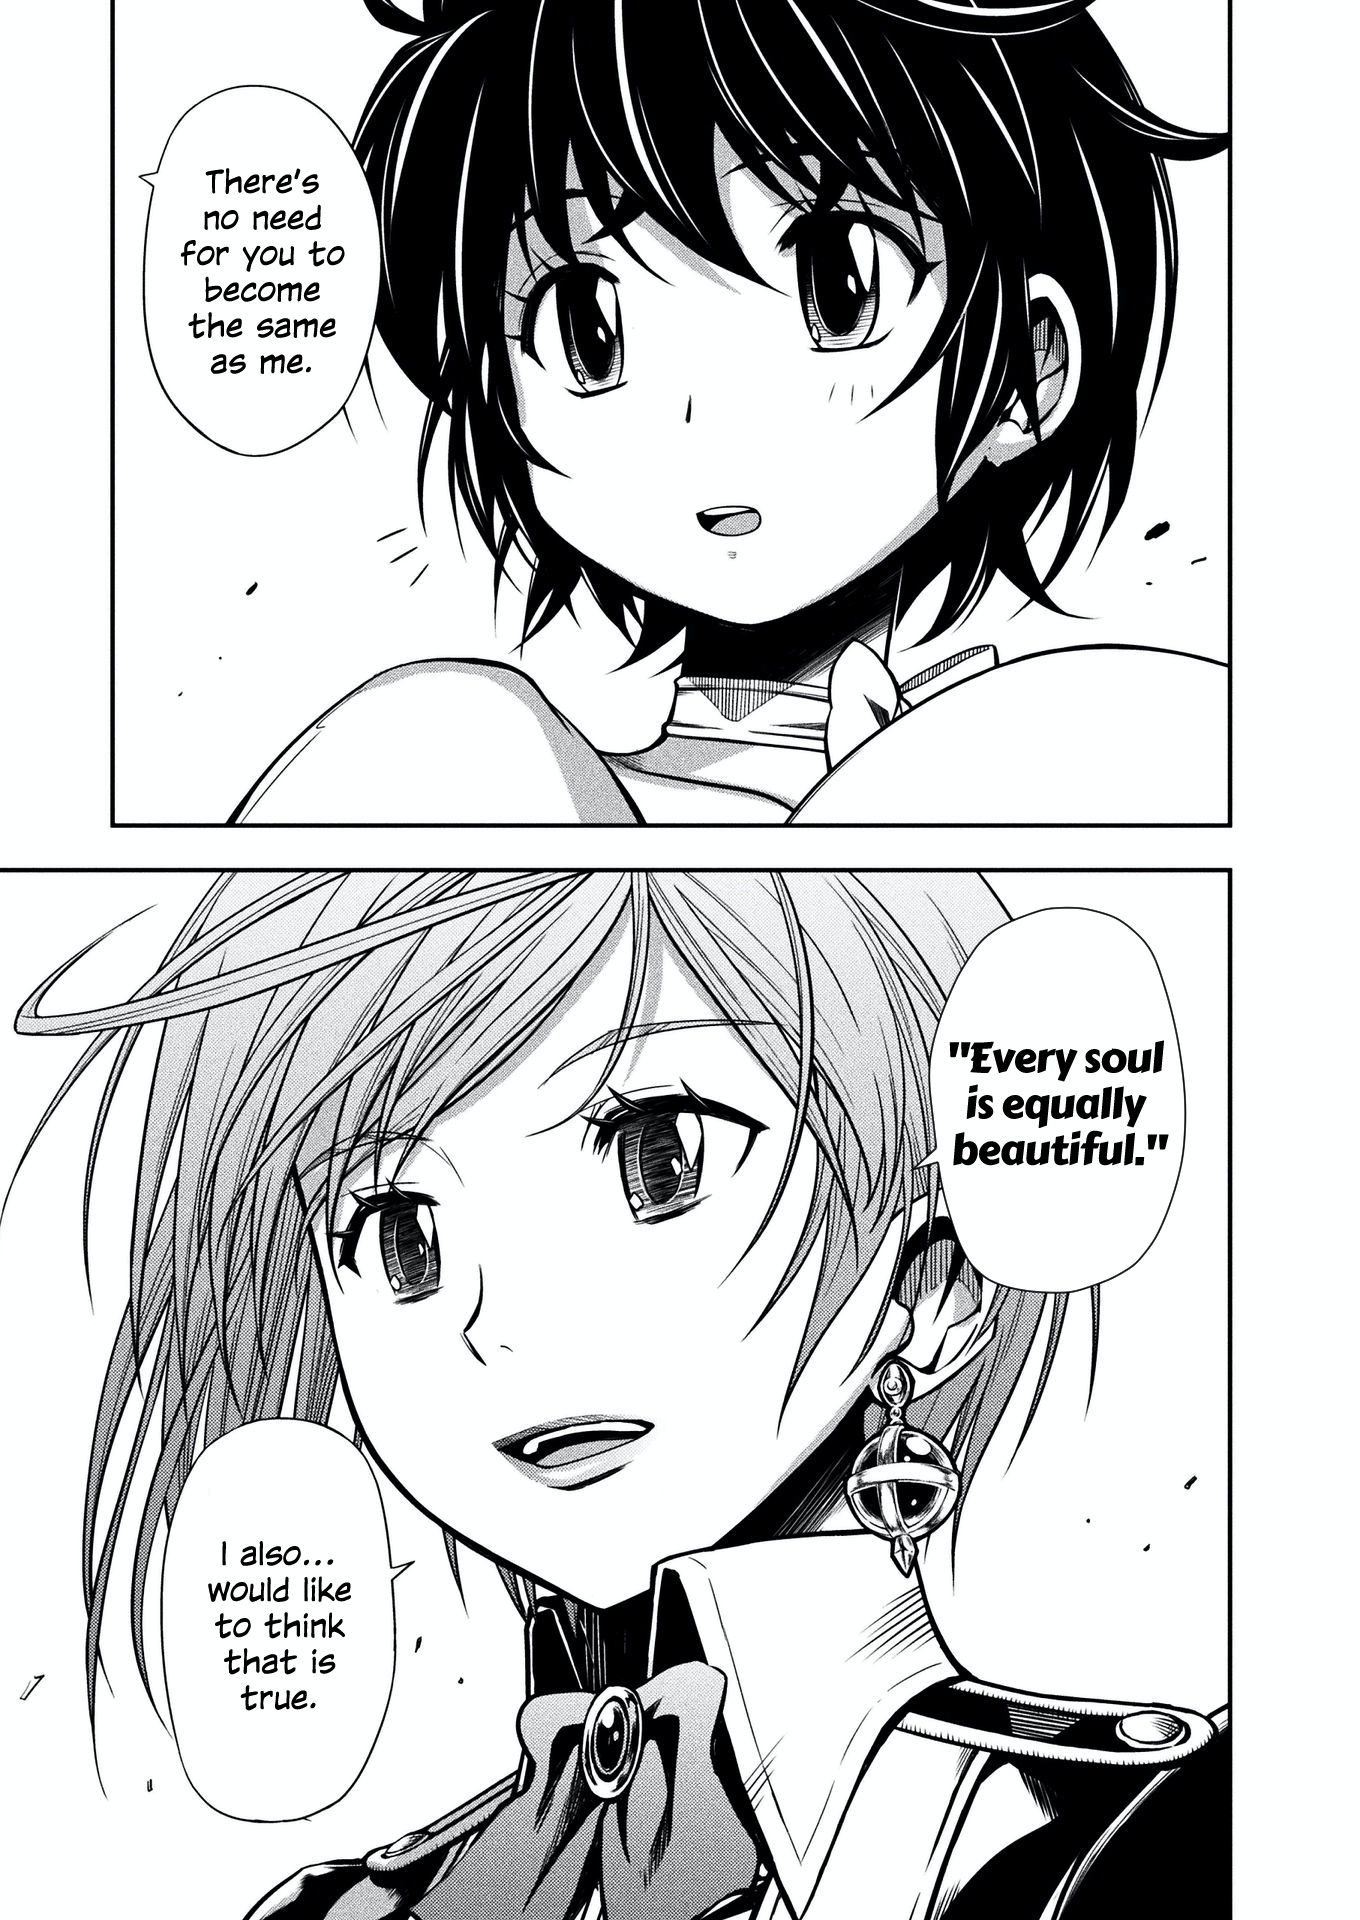 There's
no need
for you to
become
the same
as me.
"Every soul
is equally
beautiful."
I also...
would like
to think
that is
true.